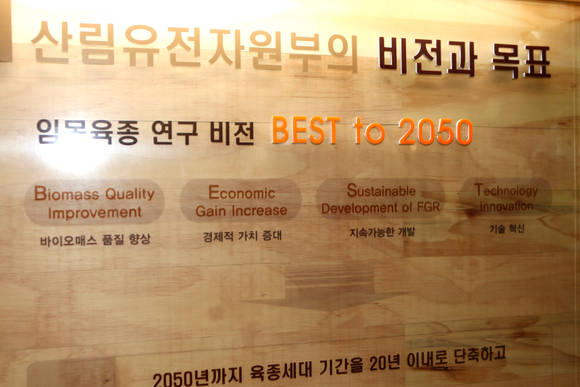 산림유전자원부의 비전과 목표
임목육종 연구 비전 BEST to 2050
Biomass Quality
Improvement
바이오매스 품질 향상
Economic
Gain Increase
경제적 가치 증대
Sustainable
Development of FGR
지속가능한 개발
Technology
Innovation
기술 혁신
2050년까지 육종세대 기간을 20년 이내로 단축하고